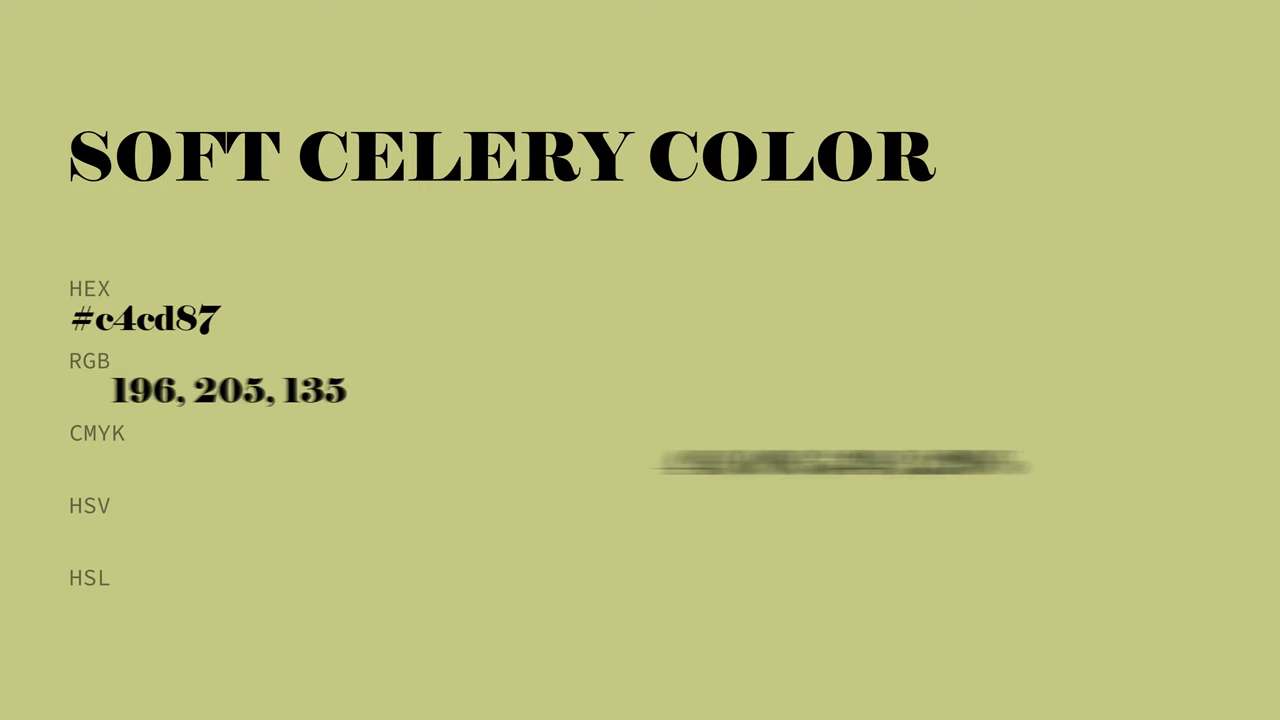 SOFT CELERY COLOR
HEX
#c4cd87
RGB
196, 205, 135
CMYK
HSV
HSL